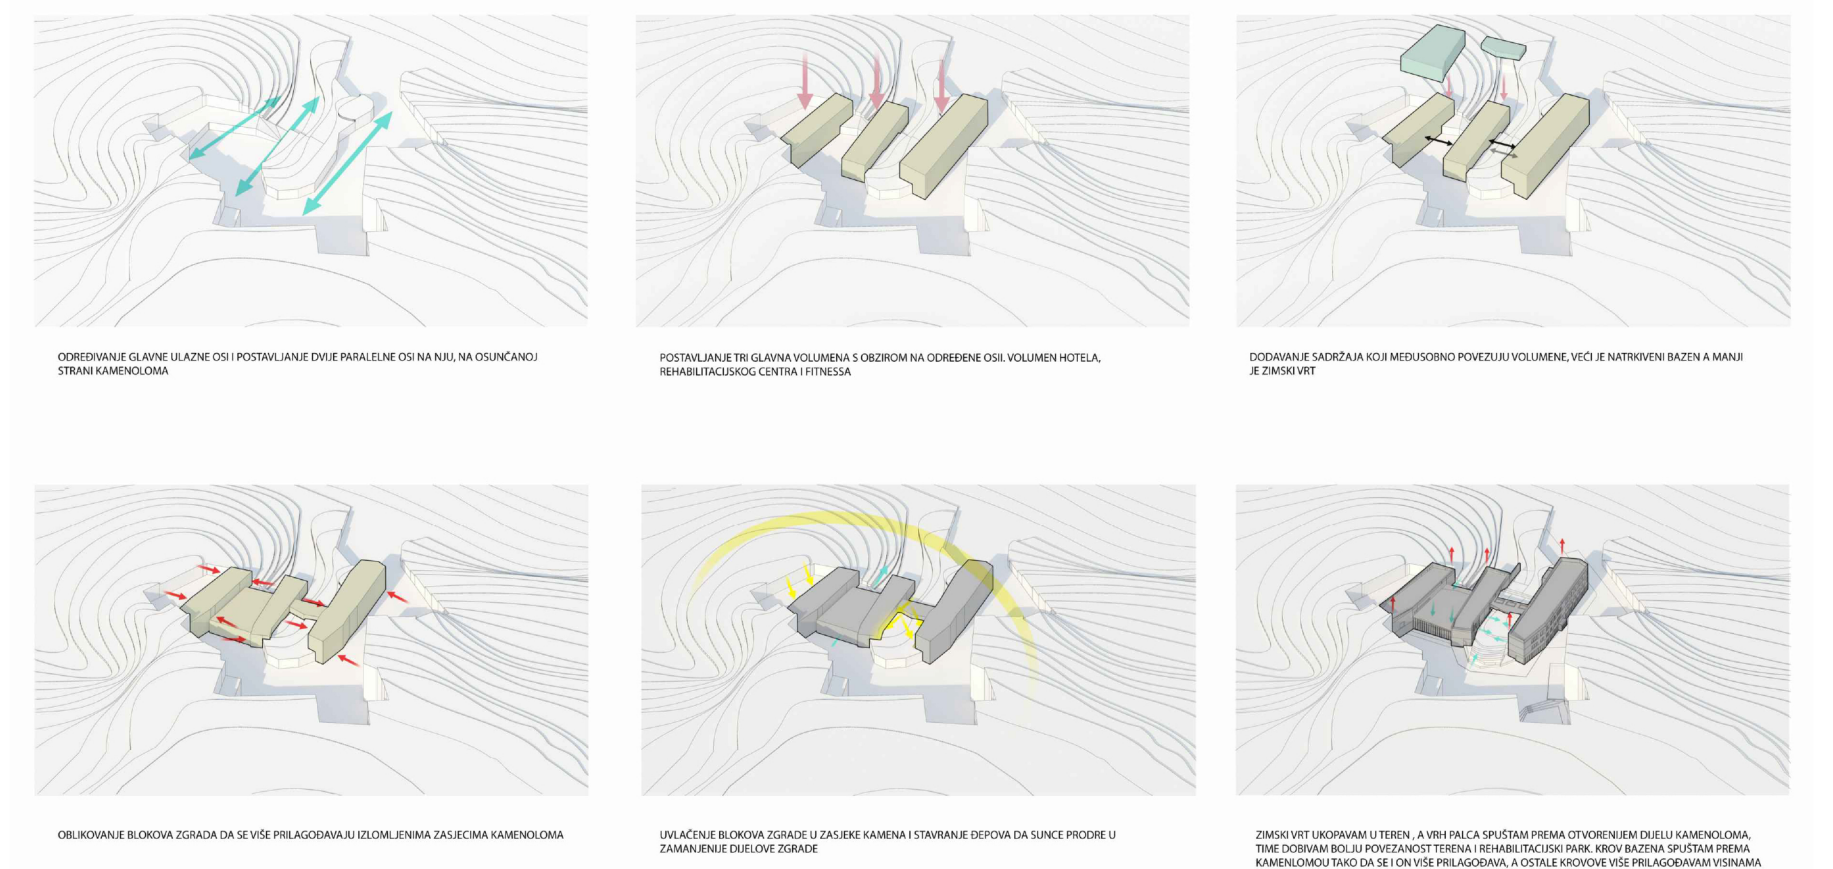 ODREĐIVANJE GLAVNE ULAZNE OSI I POSTAVLJANJE DVIJE PARALELNE OSI NA NJU, NA OSUNČANOJ
STRANI KAMENOLOMA
POSTAVLJANJE TRI GLAVNA VOLUMENA S OBZIROM NA ODREĐENE OSII. VOLUMEN HOTELA,
REHABILITACIJSKOG CENTRA I FITNESSA
DODAVANJE SADRŽAJA KOJI MEĐUSOBNO POVEZUJU VOLUMENE, VEĆI JE NATRKIVENI BAZEN A MANJI
JE ZIMSKI VRT
OBLIKOVANJE BLOKOVA ZGRADA DA SE VIŠE PRILAGOĐAVAJU IZLOMLJENIMA ZASJECIMA KAMENOLOMA
UVLAČENJE BLOKOVA ZGRADE U ZASJEKE KAMENA I STAVRANJE ĐEPOVA DA SUNCE PRODRE U
ZAMANJENIJE DIJELOVE ZGRADE
ZIMSKI VRT UKOPAVAM U TEREN , A VRH PALCA SPUŠTAM PREMA OTVORENIJEM DIJELU KAMENOLOMA,
TIME DOBIVAM BOLJU POVEZANOST TERENA I REHABILITACIJSKI PARK. KROV BAZENA SPUŠTAM PREMA
KAMENLOMOU TAKO DA SE I ON VIŠE PRILAGOĐAVA, A OSTALE KROVOVE VIŠE PRILAGOĐAVAM VISINAMA